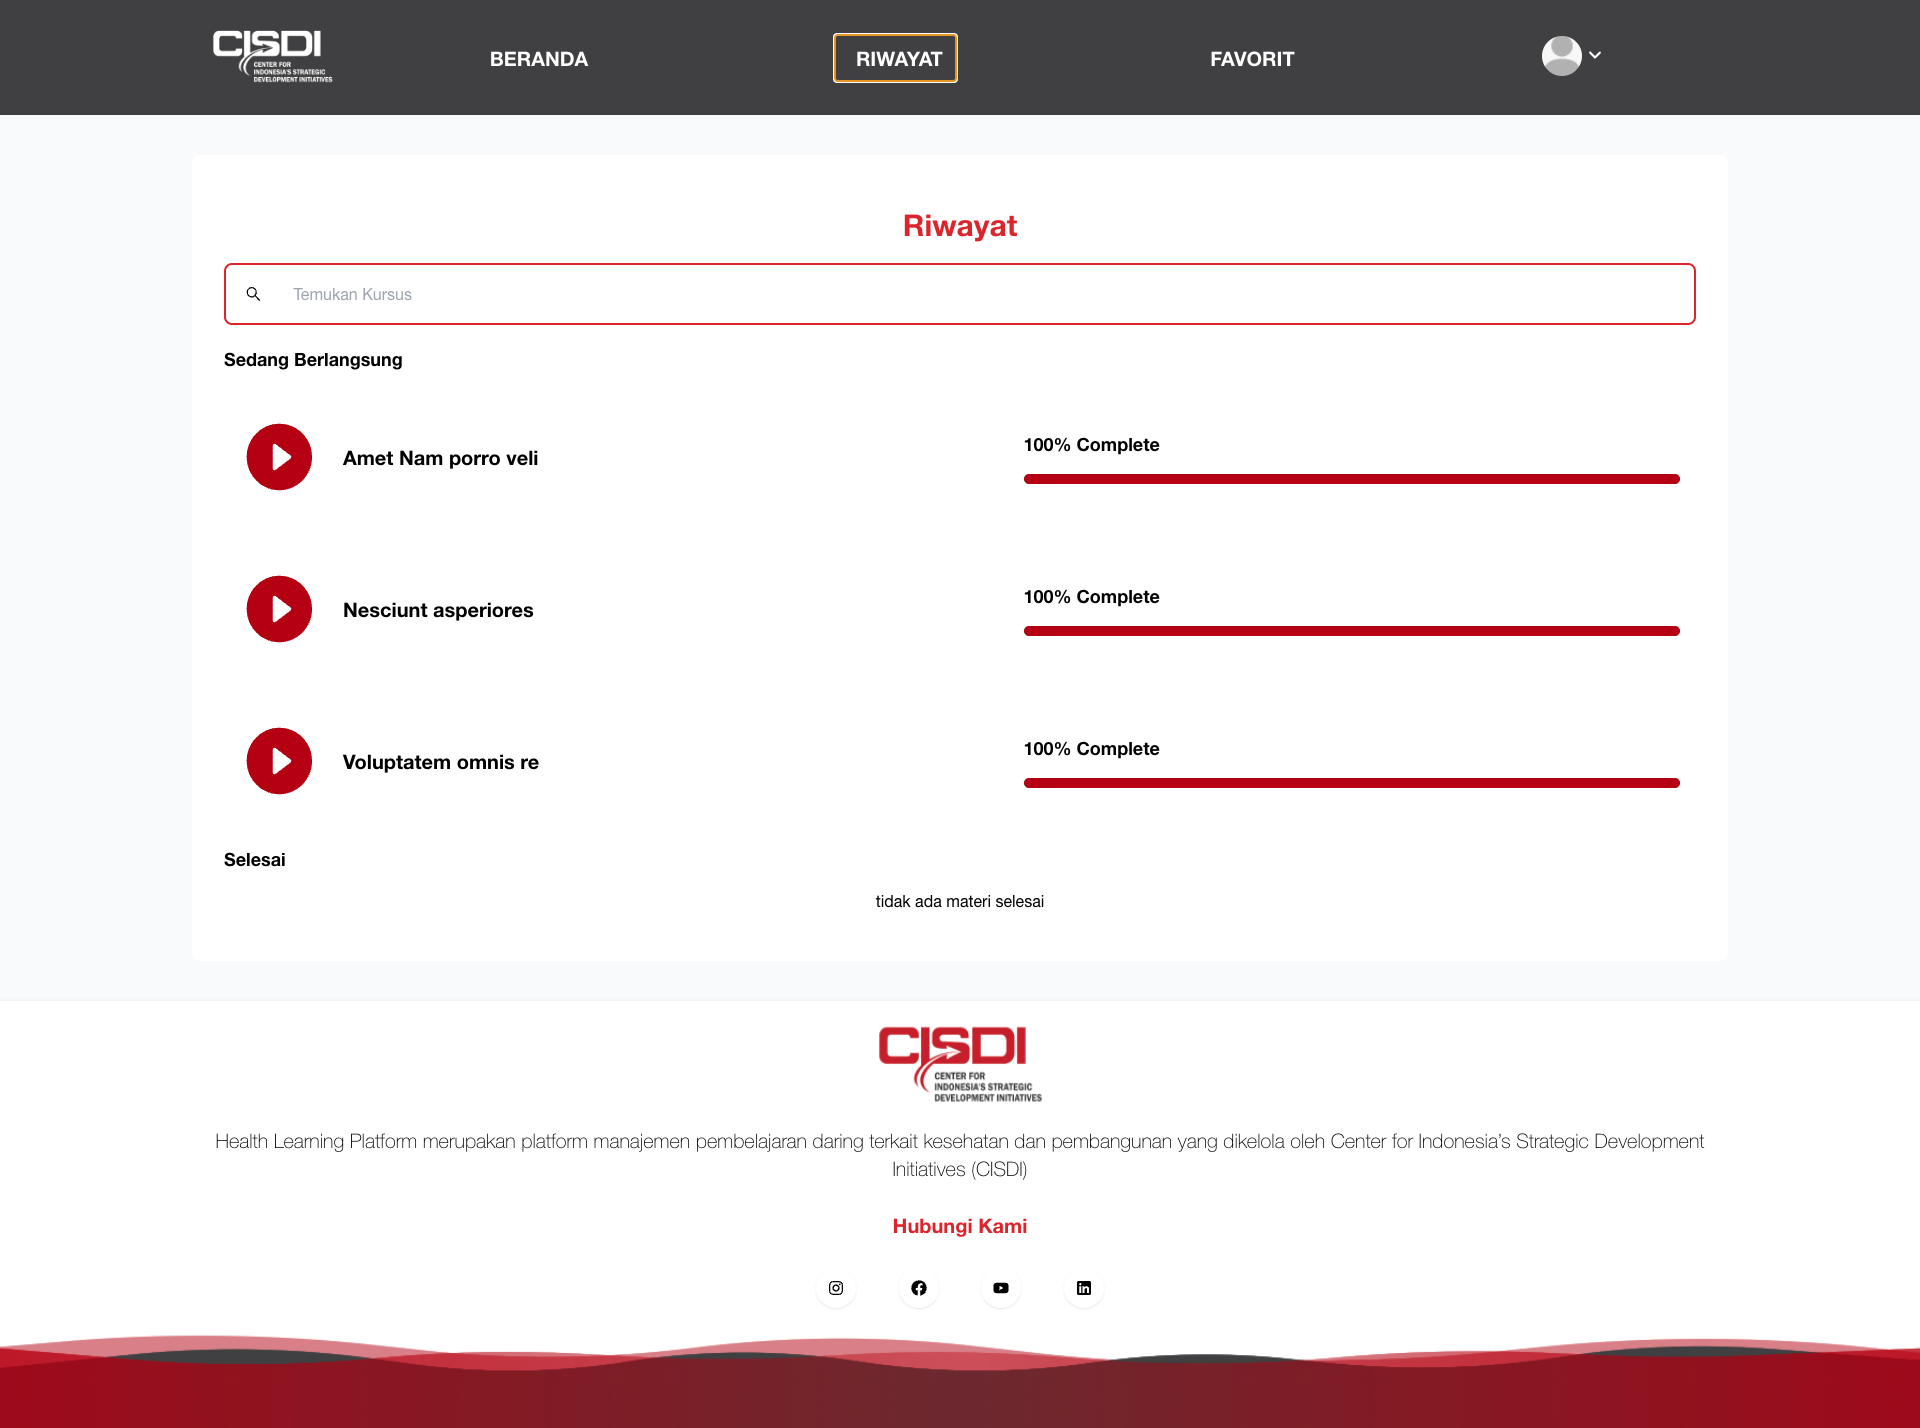 CISDI
CENTER FOR
INDONESIA'S STRATEGIC
DEVELOPMENT INITIATIVES
BERANDA
RIWAYAT
FAVORIT
Riwayat
Temukan Kursus
Sedang Berlangsung
Amet Nam porro veli
100% Complete
Nesciunt asperiores
100% Complete
Voluptatem omnis re
100% Complete
Selesai
tidak ada materi selesai
CISDI
CENTER FOR
INDONESIA'S STRATEGIC
DEVELOPMENT INITIATIVES
Health Learning Platform merupakan platform manajemen pembelajaran daring terkait kesehatan dan pembangunan yang dikelola oleh Center for Indonesia’s Strategic Development
Initiatives (CISDI)
Hubungi Kami